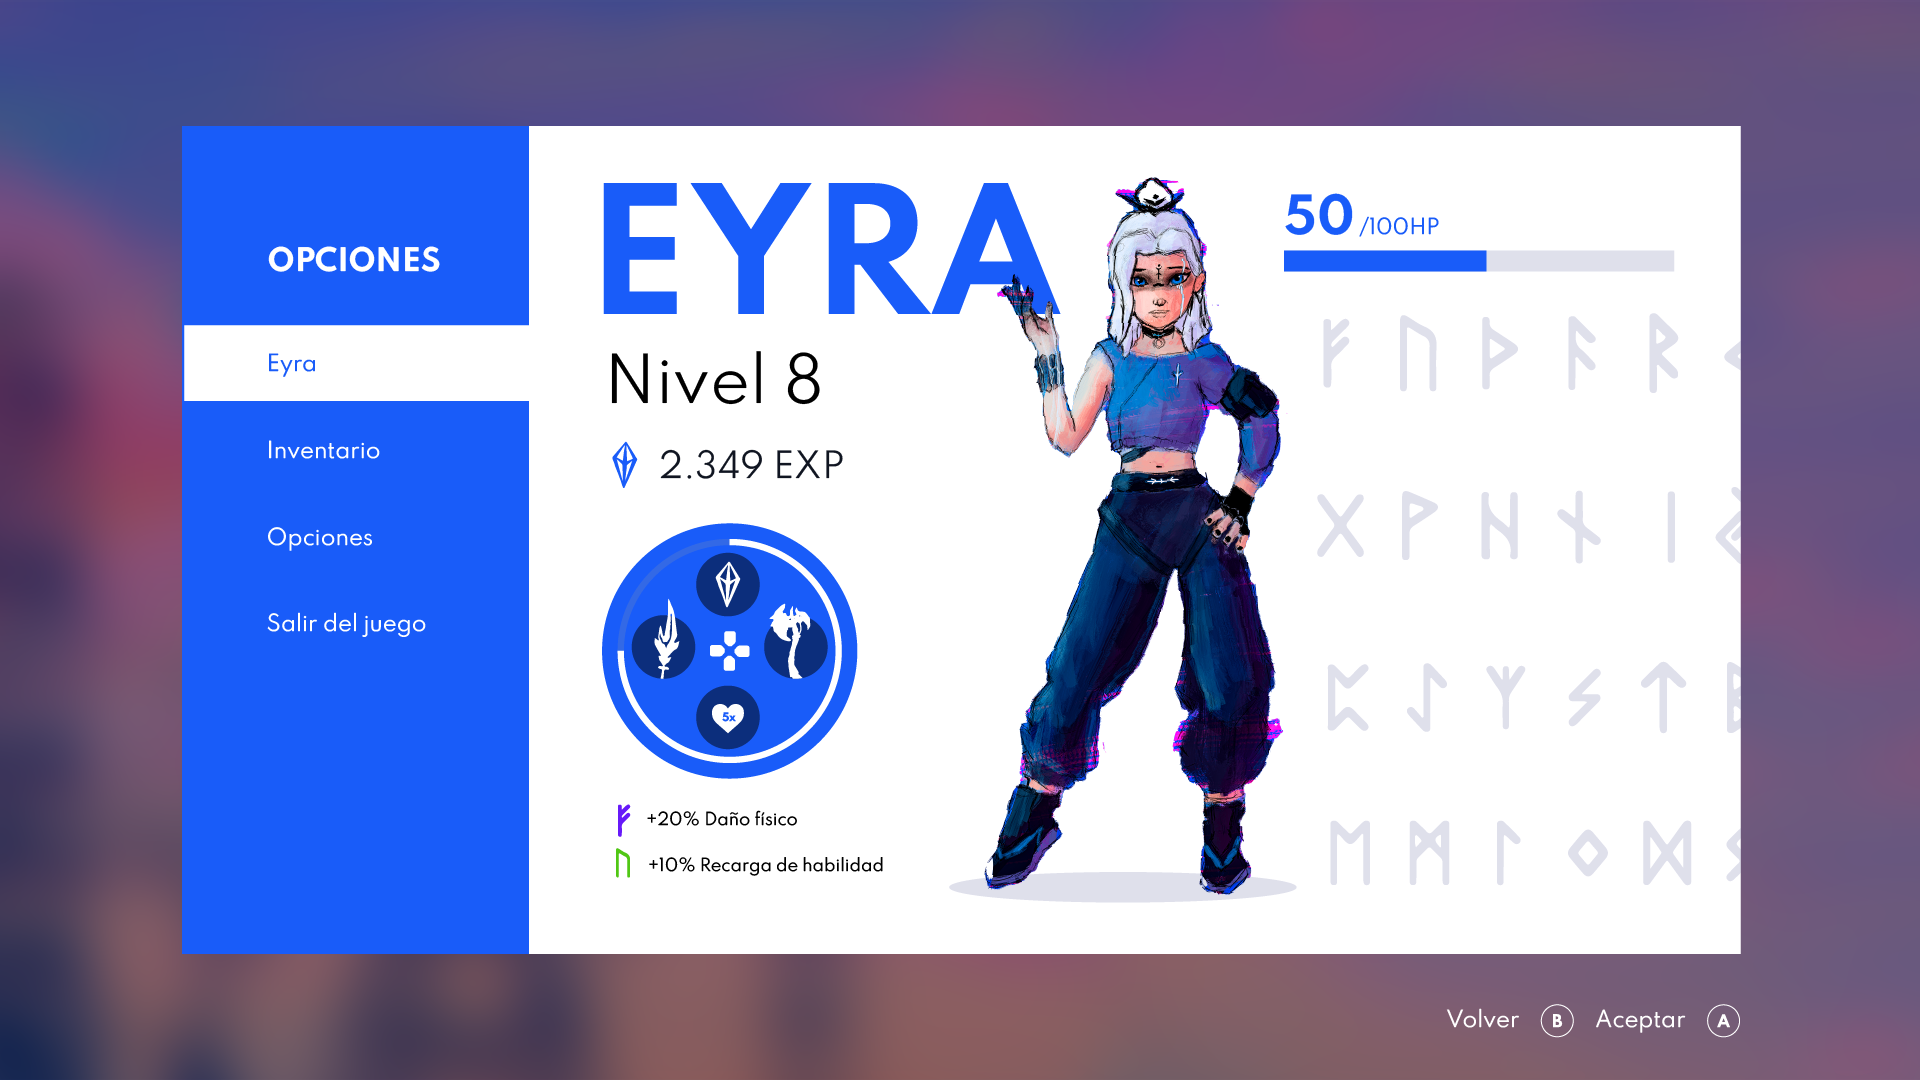 OPCIONES
Eyra
Inventario
Opciones
Salir del juego
EYRA
Nivel 8
2.349 EXP
5x
ᚠ +20% Daño físico
ᚢ +10% Recarga de habilidad
50 /100HP
ᚠ ᚢ ᚦ ᚨ ᚱ ᚲ
ᚷ ᚹ ᚺ ᚾ ᛁ
ᛈ ᛇ ᛉ ᛊ ᛏ ᛒ
ᛖ ᛗ ᛚ ᛜ ᛞ
Volver B Aceptar A